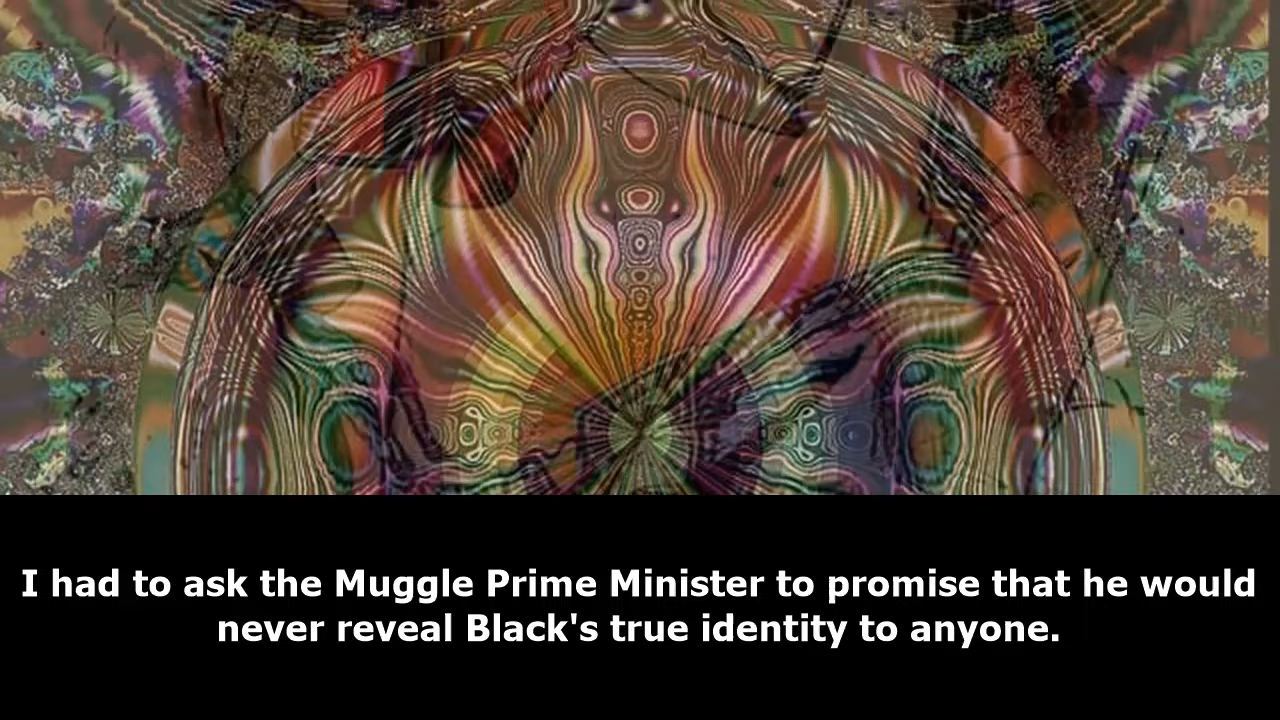 I had to ask the Muggle Prime Minister to promise that he would
never reveal Black's true identity to anyone.